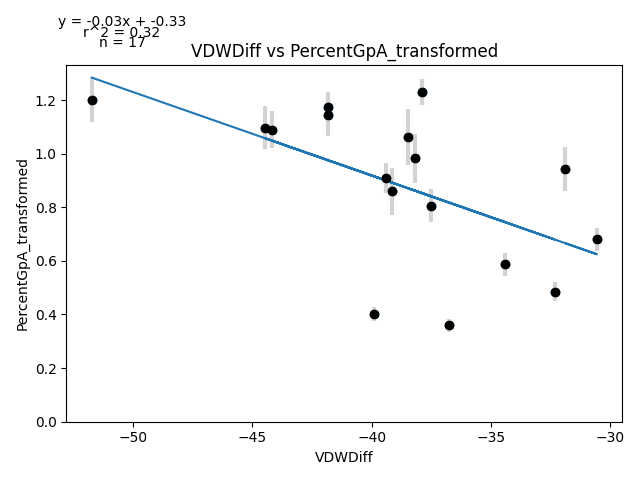 y = -0.03x + -0.33
r^2 = 0.32
n = 17
VDWDiff vs PercentGpA_transformed
PercentGpA_transformed
1.2
1.0
0.8
0.6
0.4
0.2
0.0
−50
−45
−40
−35
−30
VDWDiff